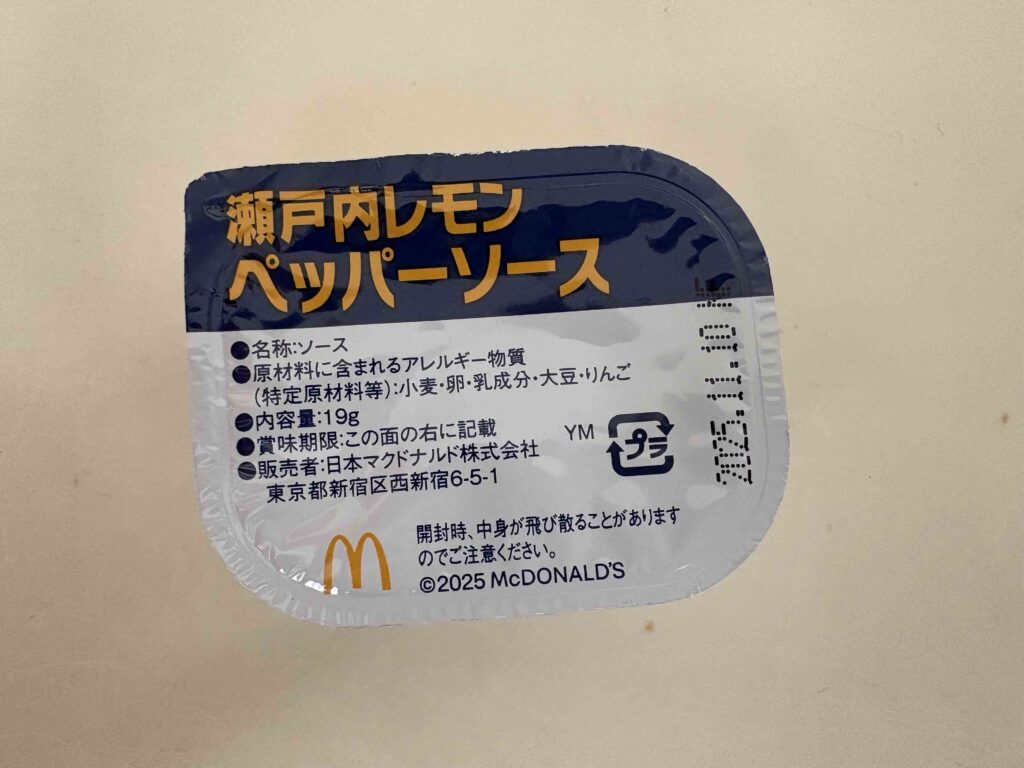 瀬戸内レモン
ペッパーソース
●名称:ソース
●原材料に含まれるアレルギー物質
(特定原材料等):小麦・卵・乳成分・大豆・りんご
●内容量:19g
●賞味期限:この面の右に記載
●販売者:日本マクドナルド株式会社
東京都新宿区西新宿6-5-1
YM
プラ
2025.11.10
開封時、中身が飛び散ることがあります
のでご注意ください。
©2025 McDONALD'S